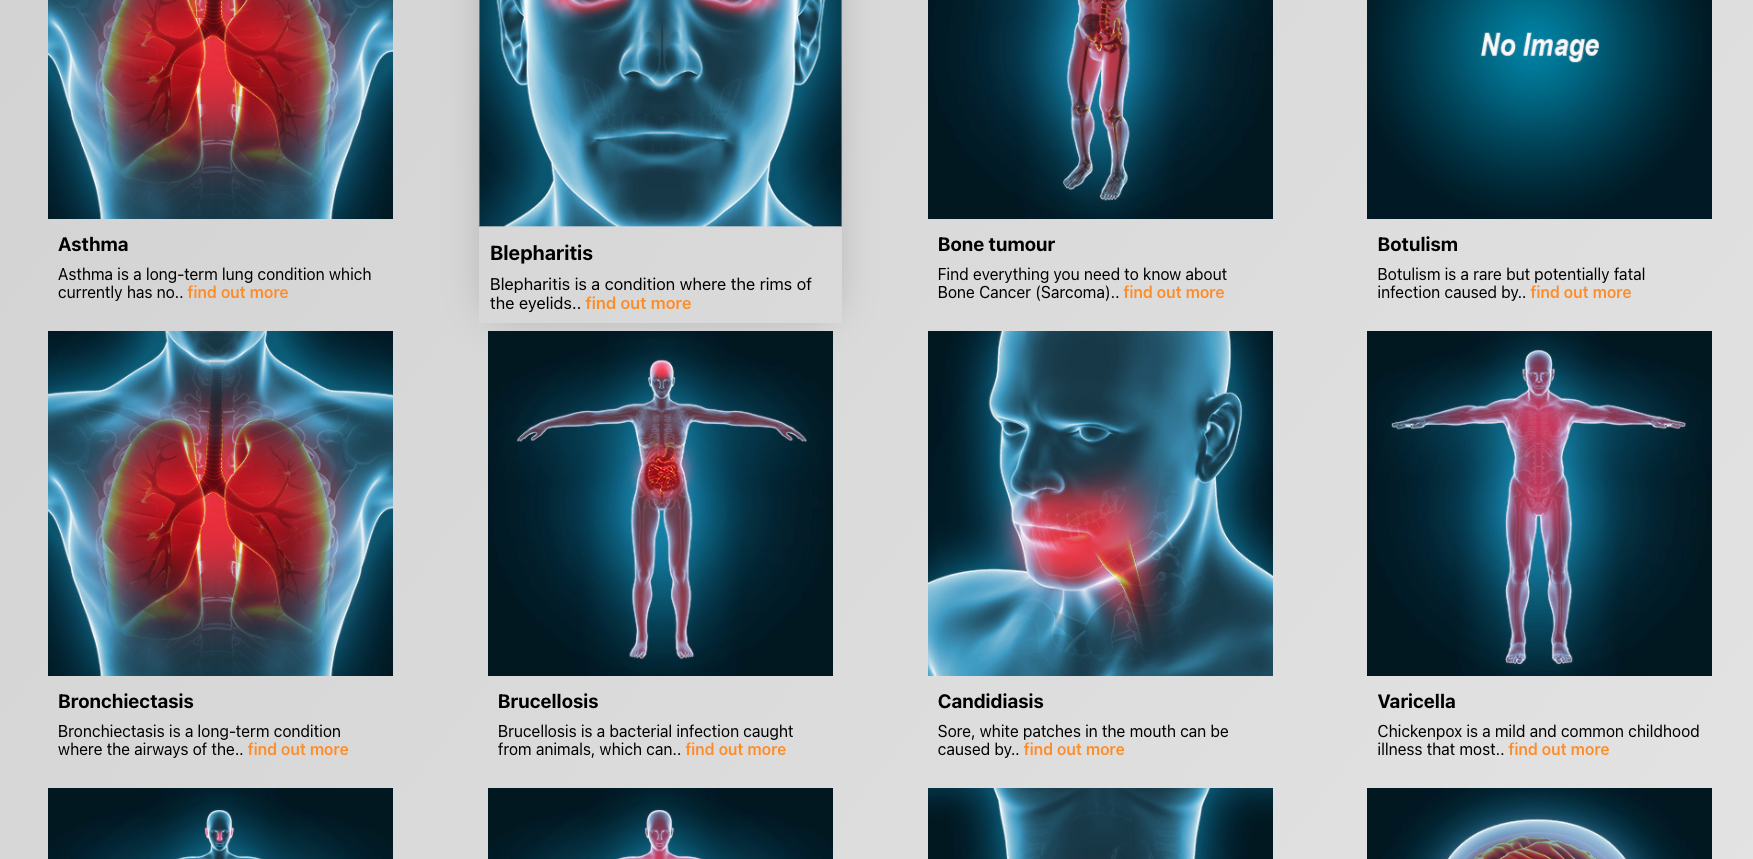 No Image
Asthma
Asthma is a long-term lung condition which
currently has no.. find out more
Blepharitis
Blepharitis is a condition where the rims of
the eyelids.. find out more
Bone tumour
Find everything you need to know about
Bone Cancer (Sarcoma).. find out more
Botulism
Botulism is a rare but potentially fatal
infection caused by.. find out more
Bronchiectasis
Bronchiectasis is a long-term condition
where the airways of the.. find out more
Brucellosis
Brucellosis is a bacterial infection caught
from animals, which can.. find out more
Candidiasis
Sore, white patches in the mouth can be
caused by.. find out more
Varicella
Chickenpox is a mild and common childhood
illness that most.. find out more